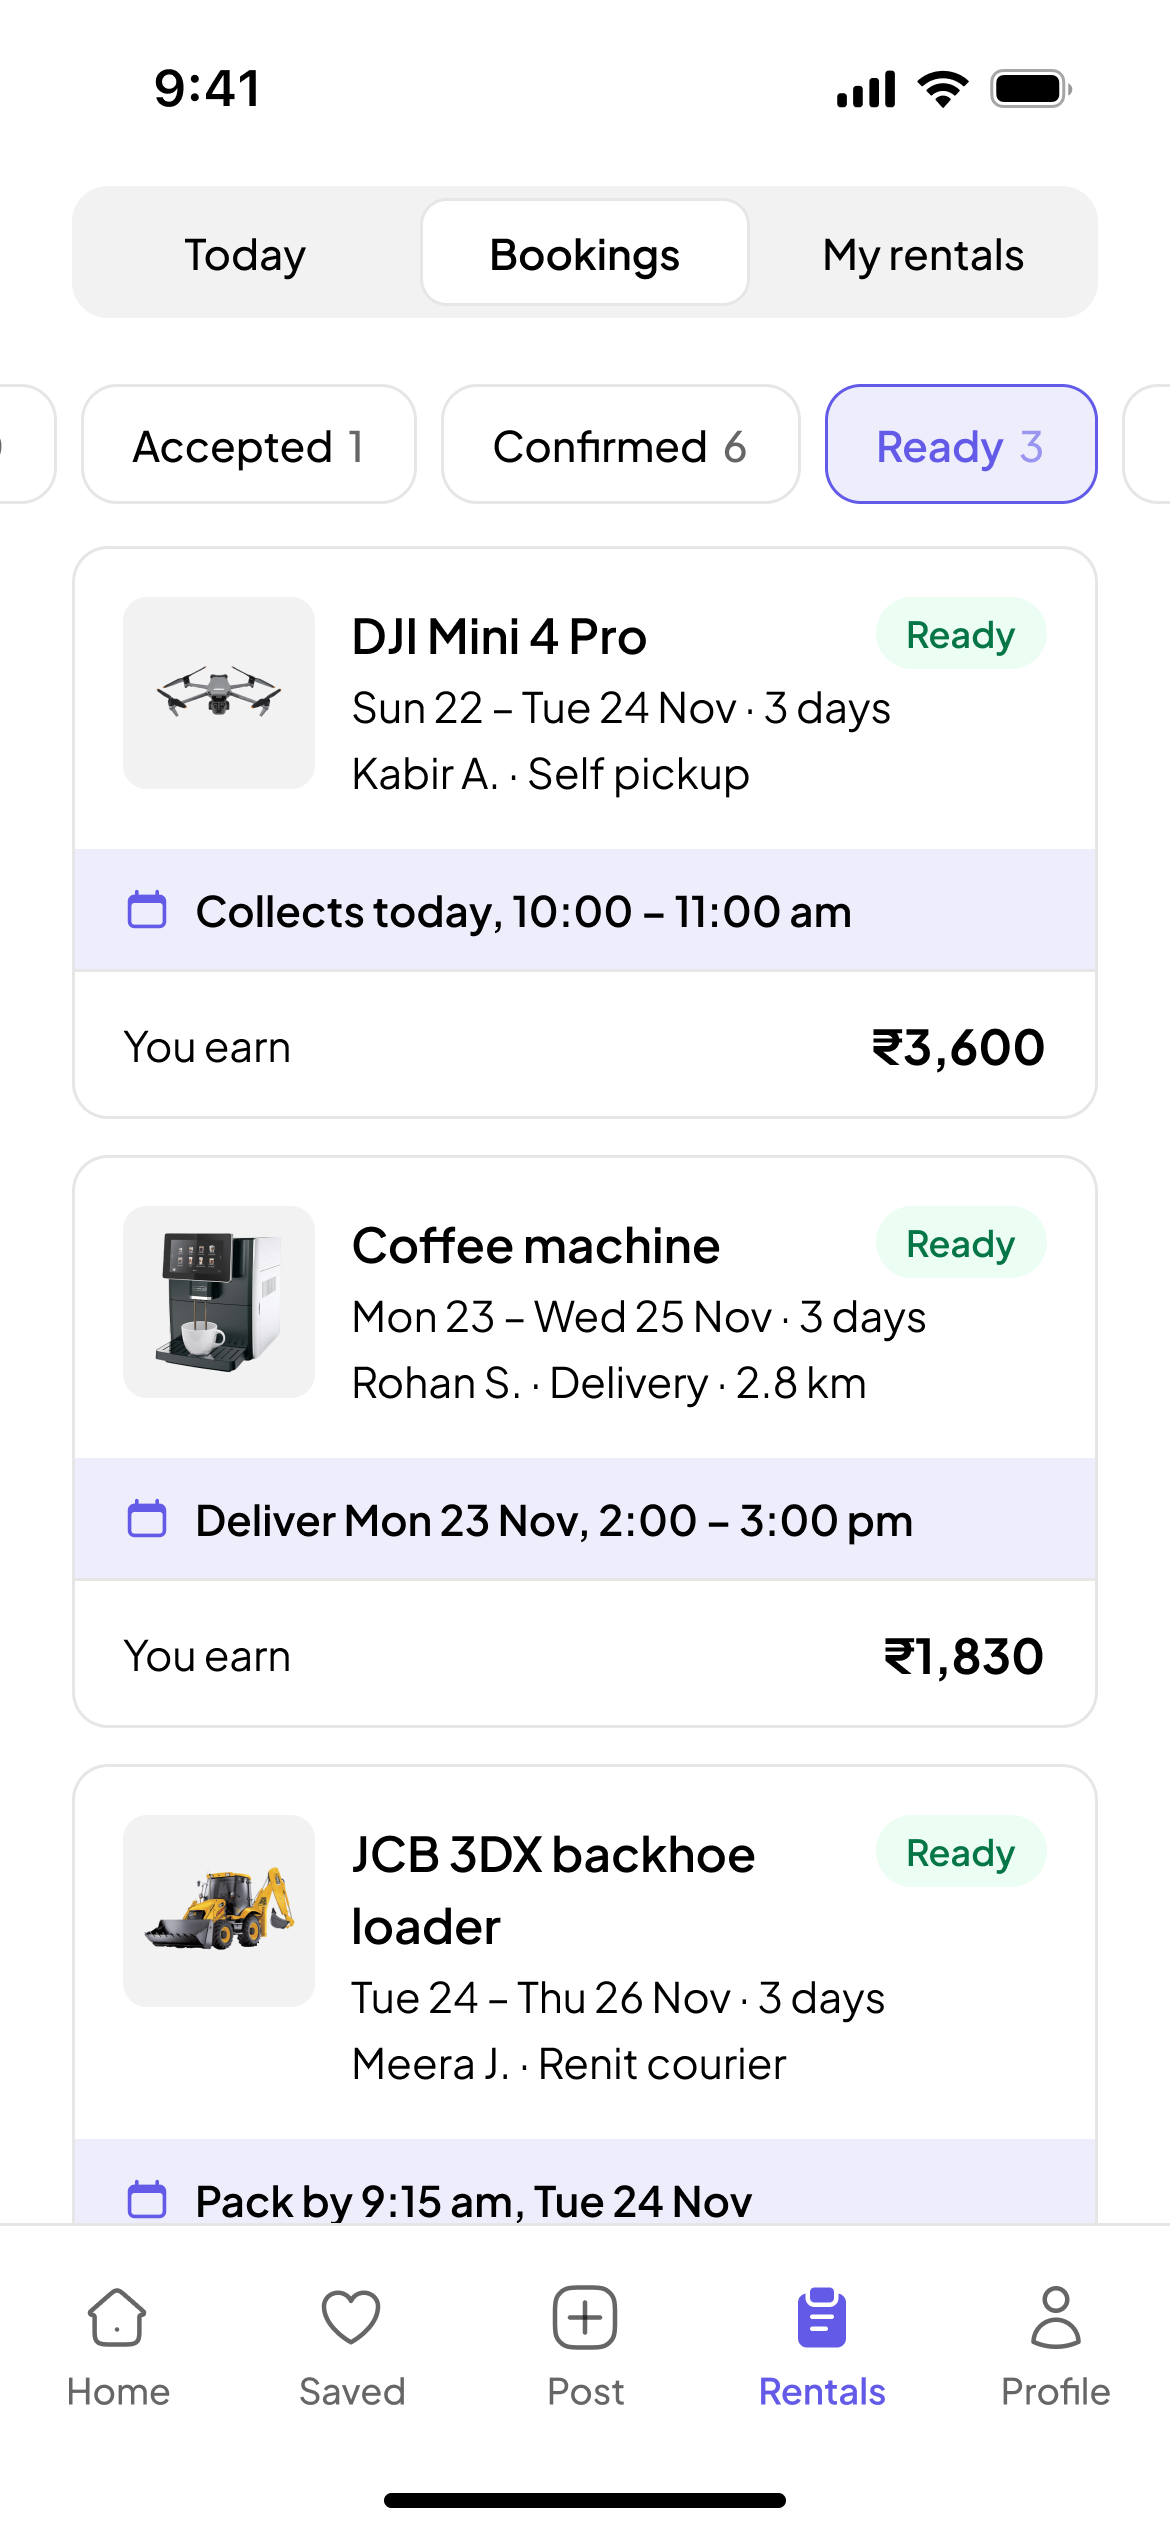 9:41
Today
Bookings
My rentals
Accepted 1
Confirmed 6
Ready 3
DJI Mini 4 Pro
Ready
Sun 22 – Tue 24 Nov · 3 days
Kabir A. · Self pickup
Collects today, 10:00 – 11:00 am
You earn
₹3,600
Coffee machine
Ready
Mon 23 – Wed 25 Nov · 3 days
Rohan S. · Delivery · 2.8 km
Deliver Mon 23 Nov, 2:00 – 3:00 pm
You earn
₹1,830
JCB 3DX backhoe
loader
Ready
Tue 24 – Thu 26 Nov · 3 days
Meera J. · Renit courier
Pack by 9:15 am, Tue 24 Nov
Home
Saved
Post
Rentals
Profile